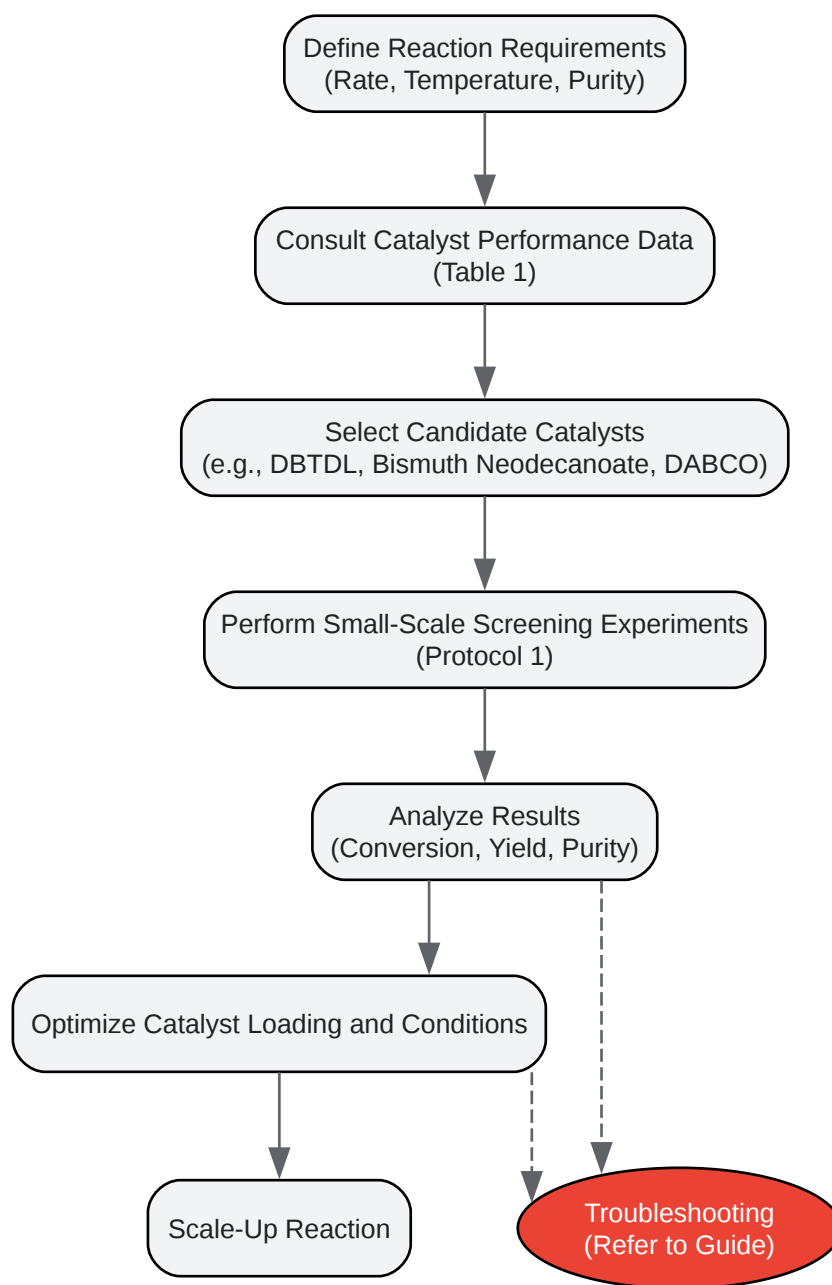 Define Reaction Requirements
(Rate, Temperature, Purity)
Consult Catalyst Performance Data
(Table 1)
Select Candidate Catalysts
(e.g., DBTDL, Bismuth Neodecanoate, DABCO)
Perform Small-Scale Screening Experiments
(Protocol 1)
Analyze Results
(Conversion, Yield, Purity)
Optimize Catalyst Loading and Conditions
Scale-Up Reaction
Troubleshooting
(Refer to Guide)